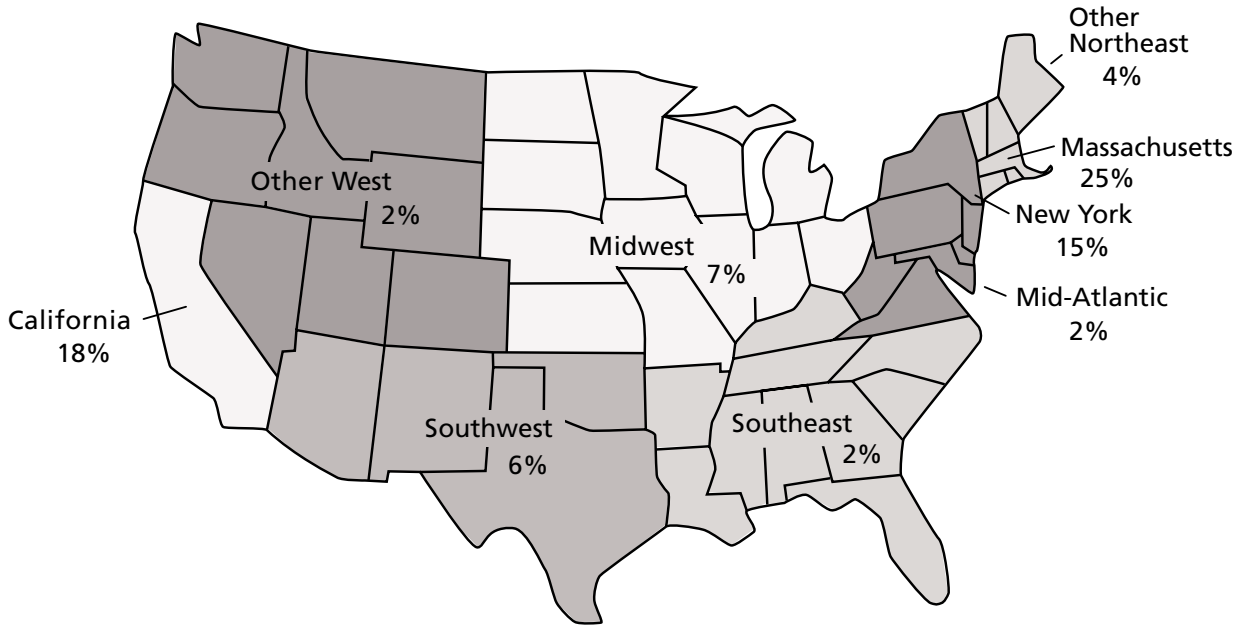 Other
Northeast
4%
Massachusetts
25%
Other West
2%
New York
15%
Midwest
7%
Mid-Atlantic
2%
California
18%
Southwest
6%
Southeast
2%